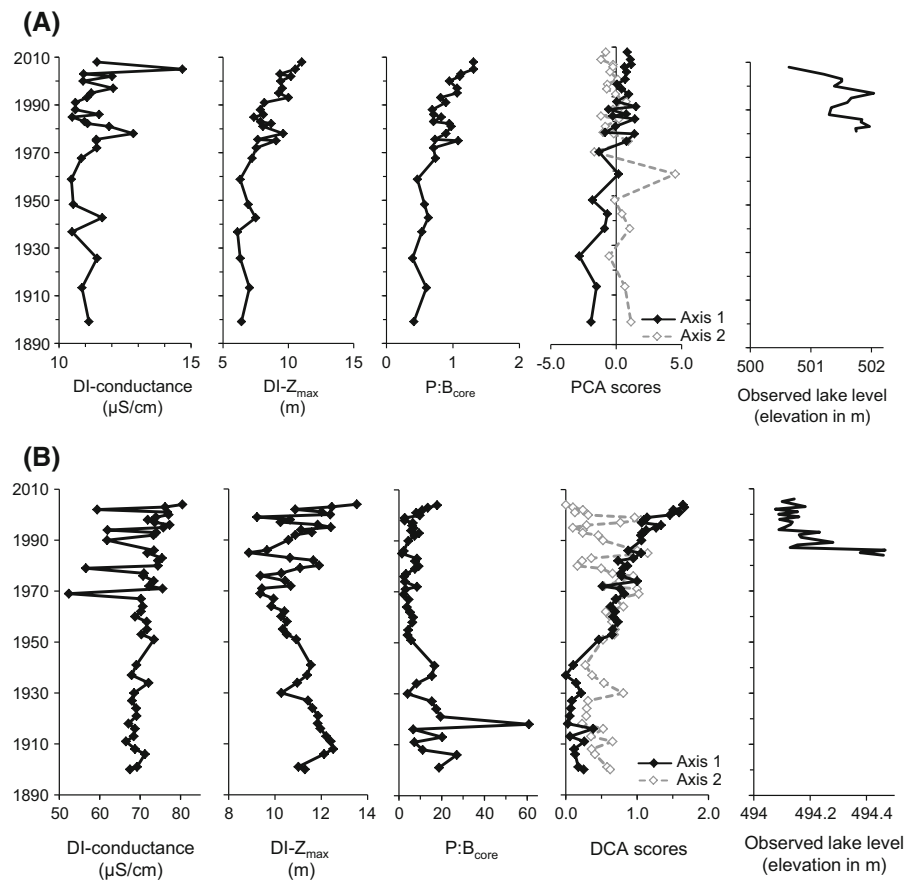 (A)
2010
1990
1970
1950
1930
1910
1890
10 15
5 10 15
0 1 2
-5.0 0.0 5.0
500 501 502
Axis 1
Axis 2
DI-conductance
(µS/cm)
DI-Zmax
(m)
P:Bcore
PCA scores
Observed lake level
(elevation in m)
(B)
2010
1990
1970
1950
1930
1910
1890
50 60 70 80
8 10 12 14
0 20 40 60
0.0 1.0 2.0
494 494.2 494.4
Axis 1
Axis 2
DI-conductance
(µS/cm)
DI-Zmax
(m)
P:Bcore
DCA scores
Observed lake level
(elevation in m)